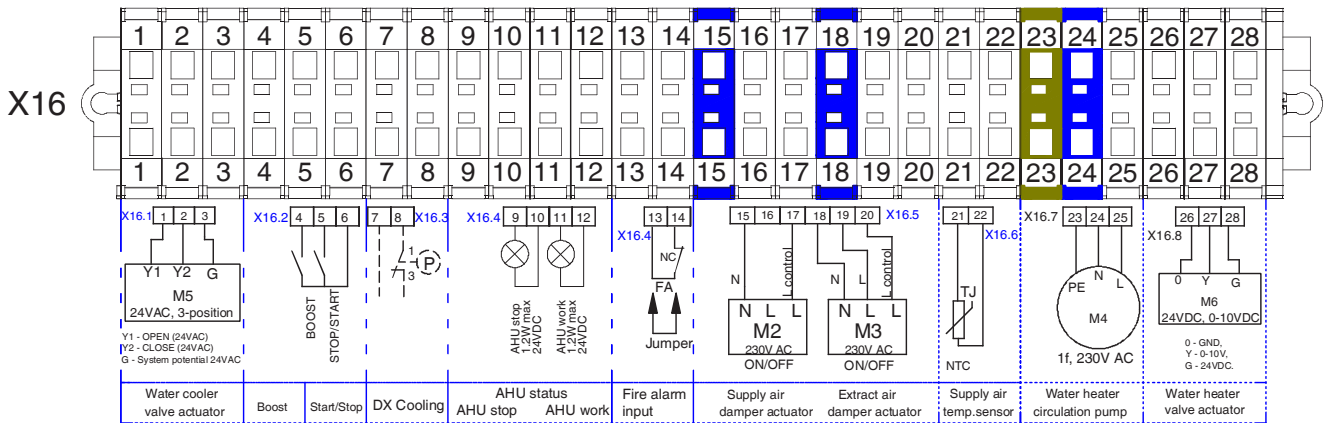 1 2 3 4 5 6 7 8 9 10 11 12 13 14 15 16 17 18 19 20 21 22 23 24 25 26 27 28
X16
1 2 3 4 5 6 7 8 9 10 11 12 13 14 15 16 17 18 19 20 21 22 23 24 25 26 27 28
X16.1 1 2 3 X16.2 4 5 6 7 8 X16.3 X16.4 9 10 11 12 13 14 15 16 17 18 19 20 X16.5 21 22 X16.7 23 24 25 26 27 28
X16.4 X16.6 X16.8
Y1 Y2 G
M5
24VAC, 3-position
Y1 - OPEN (24VAC)
Y2 - CLOSE (24VAC)
G - System potential 24VAC
BOOST
STOP/START
1
3
P
AHU stop
1.2W max
24VDC
AHU work
1.2W max
24VDC
NC
FA
Jumper
N L control
N L L
M2
230V AC
ON/OFF
N L L control
N L L
M3
230V AC
ON/OFF
TJ
NTC
PE N L
M4
1f, 230V AC
0 Y G
M6
24VDC, 0-10VDC
0 - GND,
Y - 0-10V,
G - 24VDC.
Water cooler
valve actuator
Boost
Start/Stop
DX Cooling
AHU status
AHU stop AHU work
Fire alarm
input
Supply air
damper actuator
Extract air
damper actuator
Supply air
temp.sensor
Water heater
circulation pump
Water heater
valve actuator